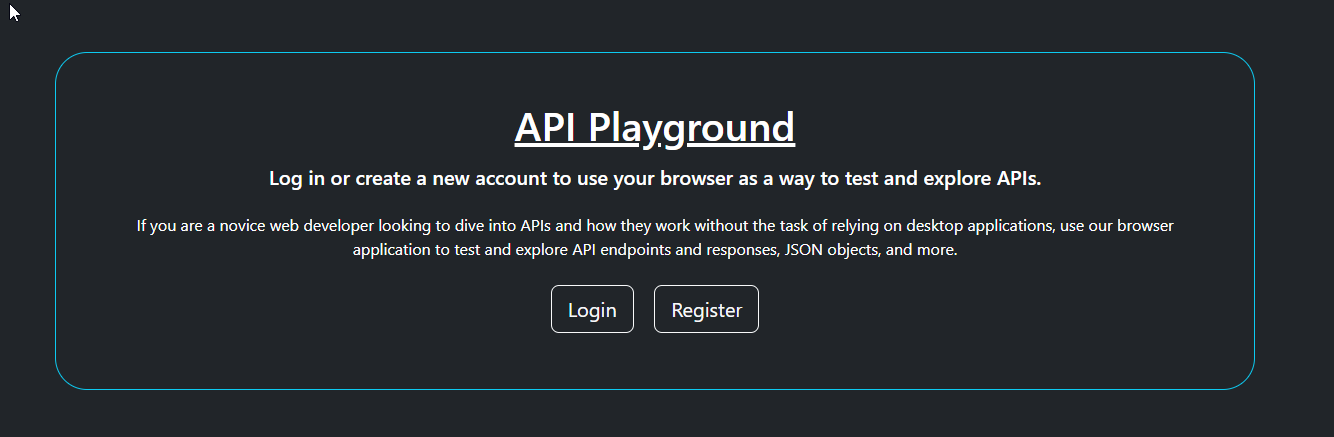 API Playground
Log in or create a new account to use your browser as a way to test and explore APIs.
If you are a novice web developer looking to dive into APIs and how they work without the task of relying on desktop applications, use our browser
application to test and explore API endpoints and responses, JSON objects, and more.
Login
Register